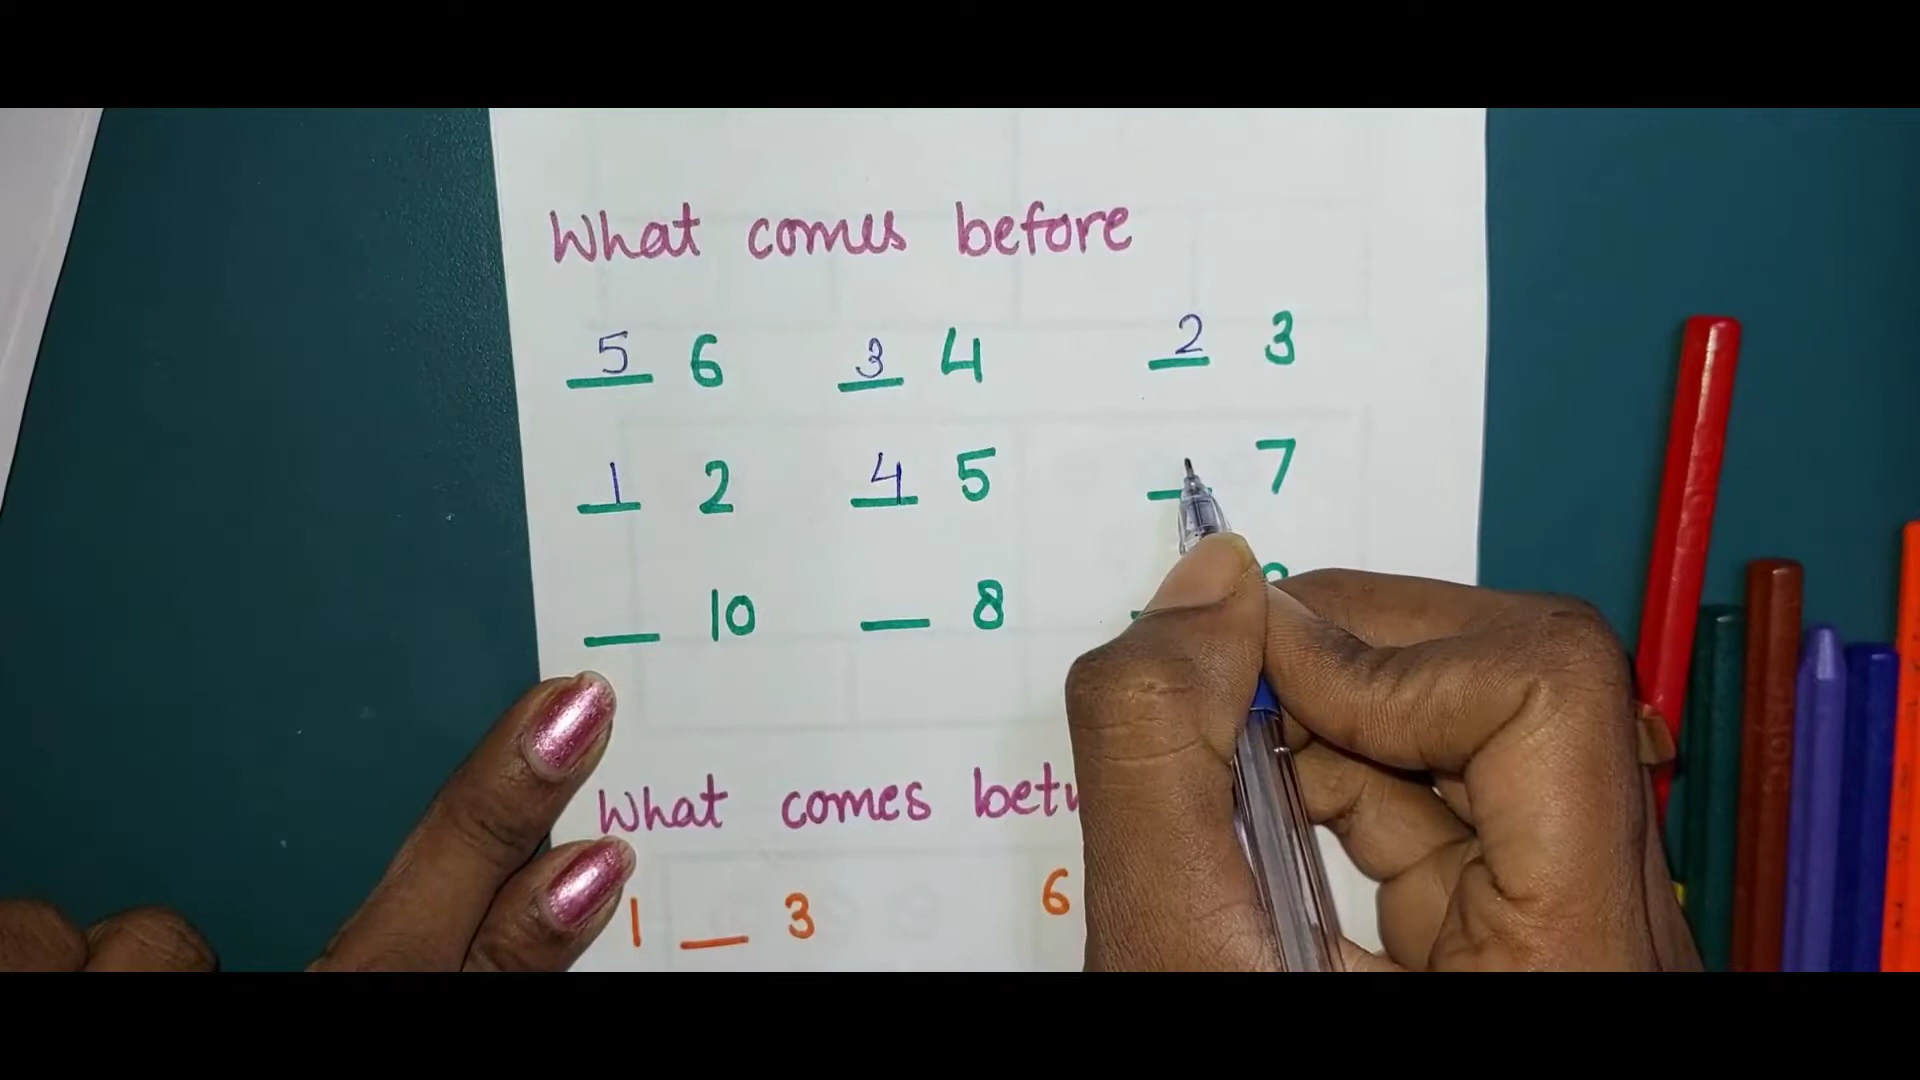 What comes before
5 6 3 4 2 3
1 2 4 5 _ 7
_ 10 _ 8 _
What comes
1 _ 3 6